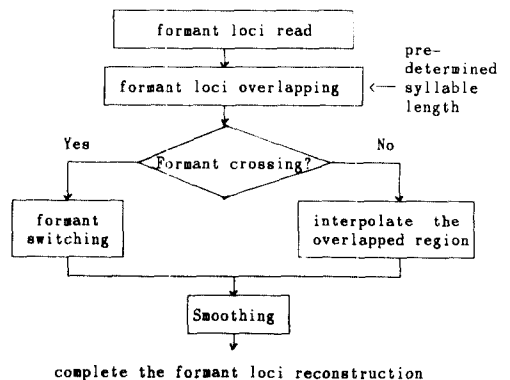 formant loci read
pre-
determined
syllable
length
formant loci overlapping
Yes
Formant crossing?
No
formant
switching
interpolate the
overlapped region
Smoothing
complete the formant loci reconstruction